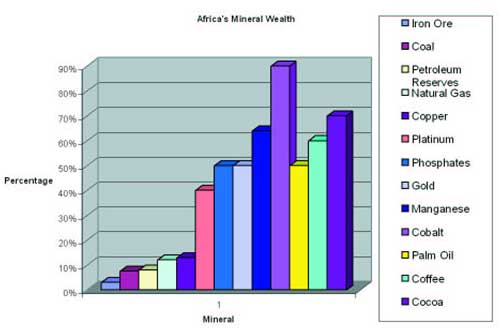 Africa's Mineral Wealth
90%
80%
70%
60%
50%
40%
30%
20%
10%
0%
Percentage
1
Mineral
Iron Ore
Coal
Petroleum
Reserves
Natural Gas
Copper
Platinum
Phosphates
Gold
Manganese
Cobalt
Palm Oil
Coffee
Cocoa